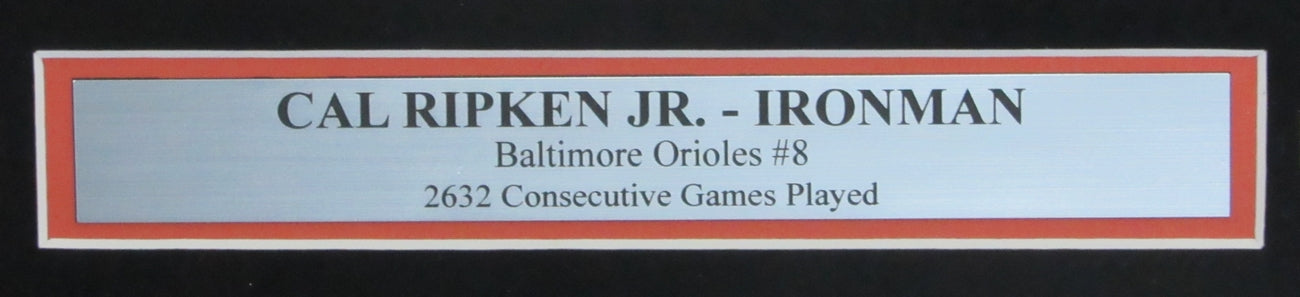 CAL RIPKEN JR. - IRONMAN
Baltimore Orioles #8
2632 Consecutive Games Played